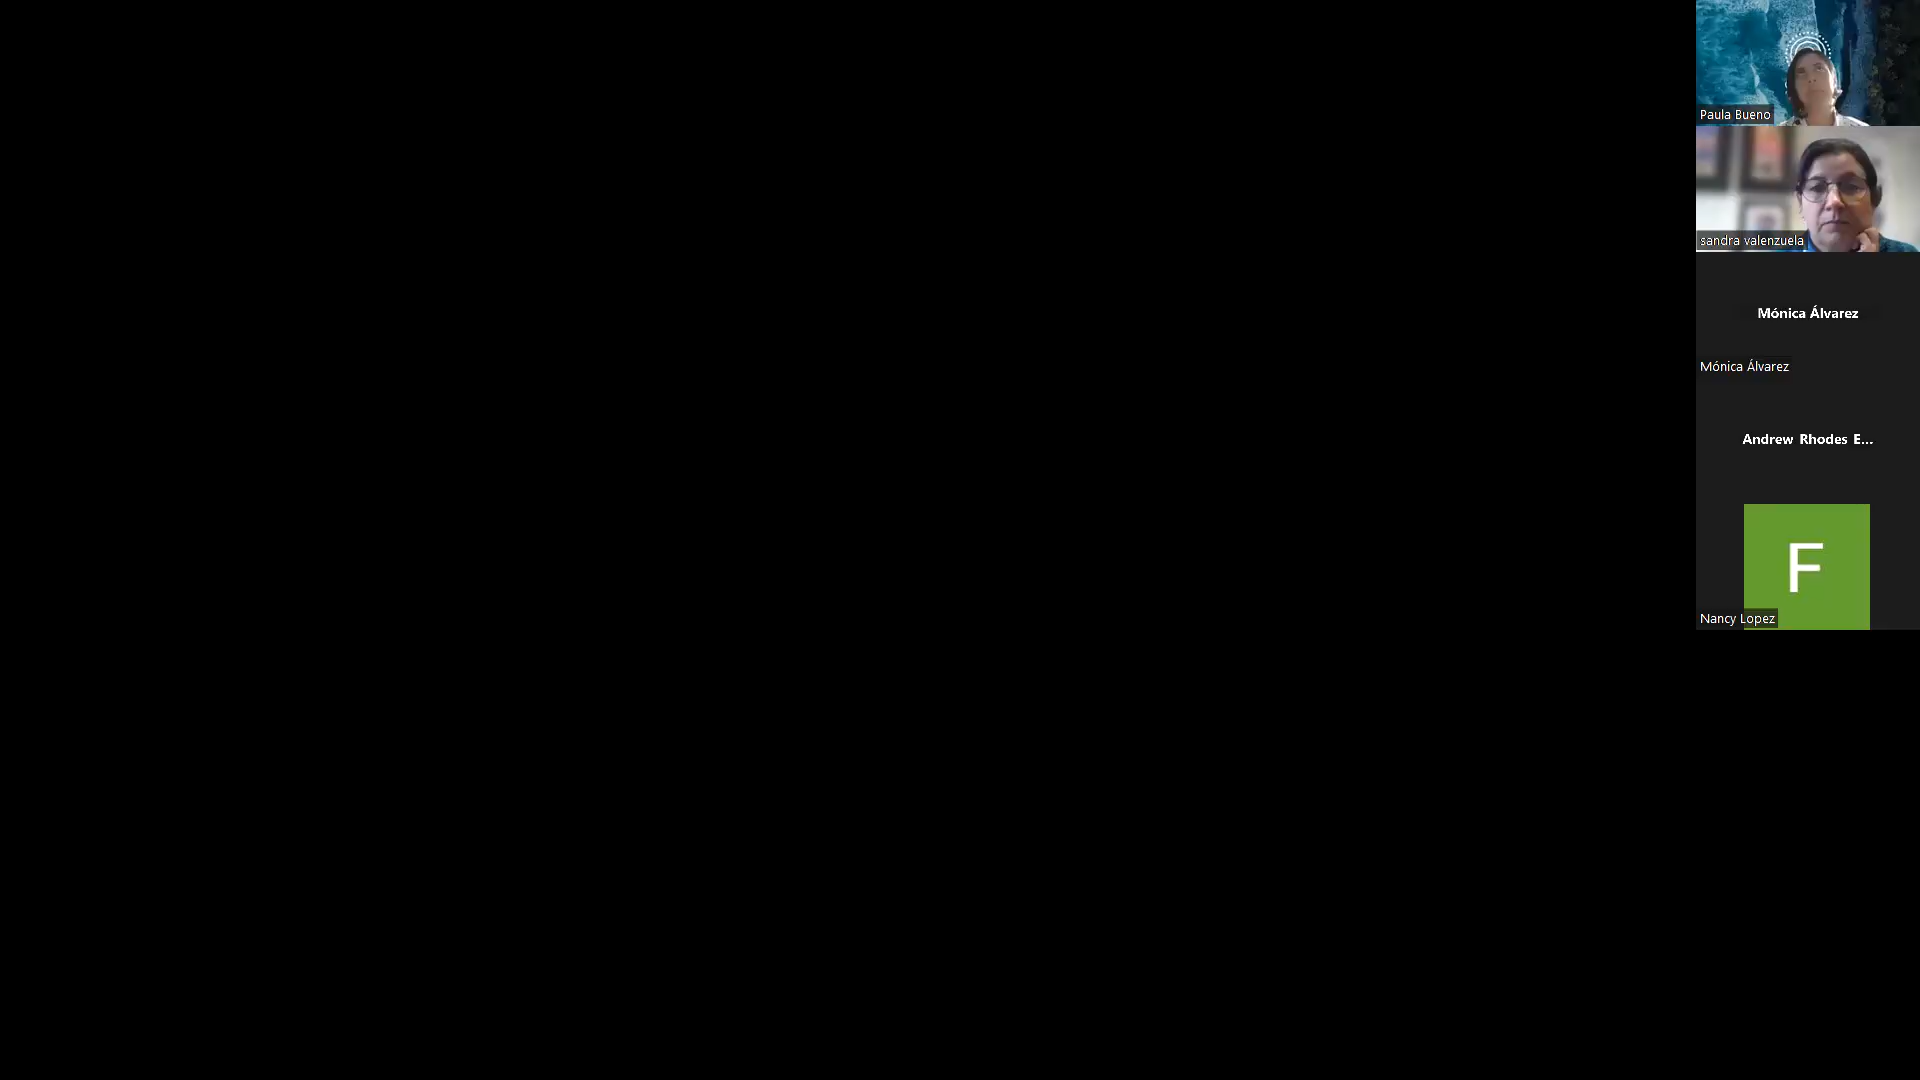 Paula Bueno
sandra valenzuela
Mónica Álvarez
Mónica Álvarez
Andrew Rhodes E...
F
Nancy Lopez